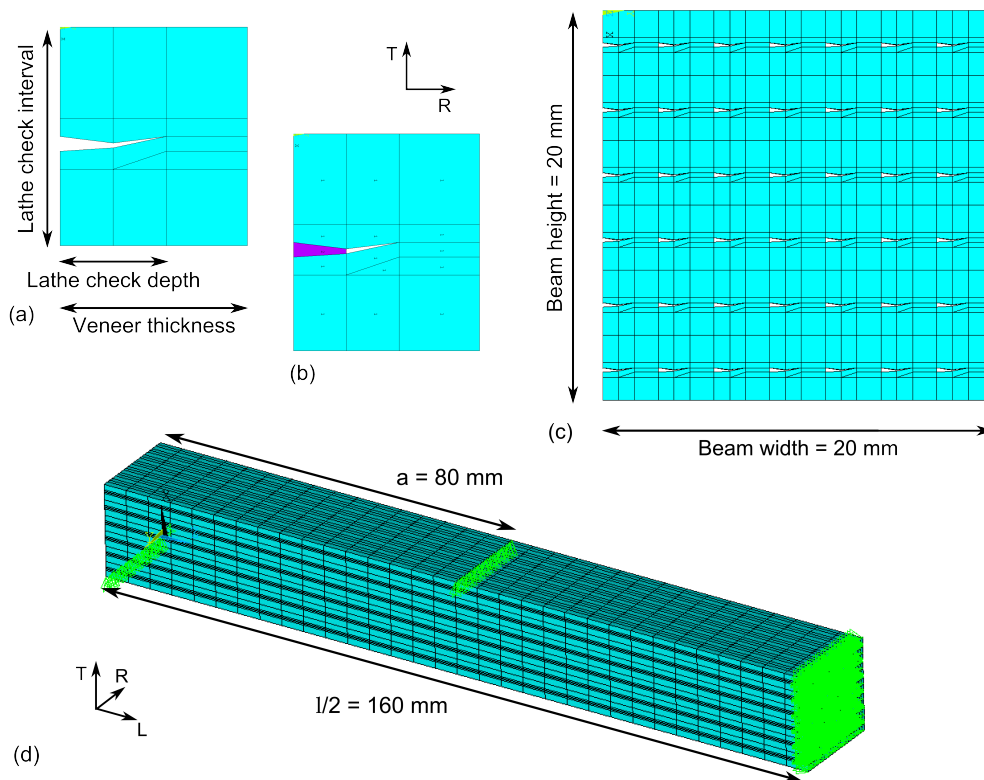 Lathe check interval
Lathe check depth
Veneer thickness
(a)
T
R
(b)
Beam height = 20 mm
Beam width = 20 mm
(c)
a = 80 mm
l/2 = 160 mm
T
R
L
(d)